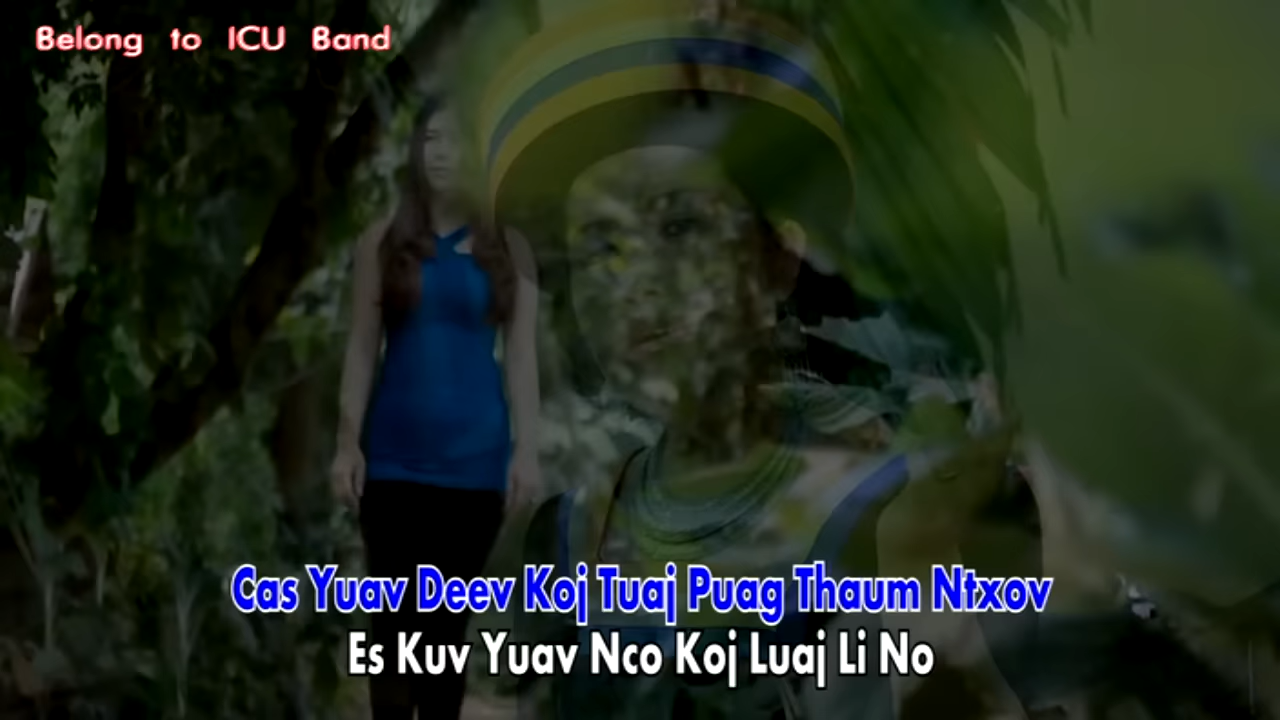 Belong to ICU Band
Cas Yuav Deev Koj Tuaj Puag Thaum Ntxov
Es Kuv Yuav Nco Koj Luaj Li No